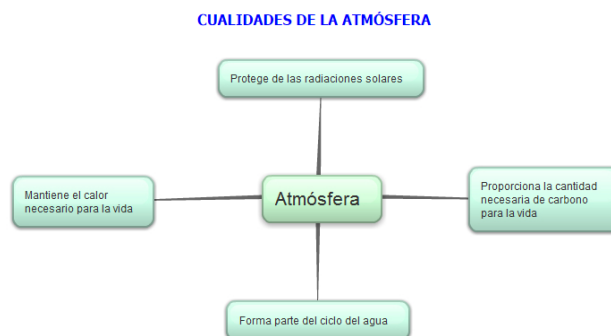 CUALIDADES DE LA ATMÓSFERA
Protege de las radiaciones solares
Mantiene el calor
necesario para la vida
Atmósfera
Proporciona la cantidad
necesaria de carbono
para la vida
Forma parte del ciclo del agua